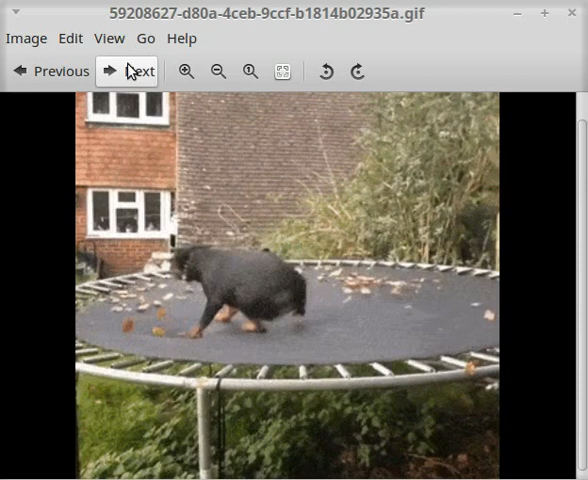 59208627-d80a-4ceb-9ccf-b1814b02935a.gif
Image Edit View Go Help
Previous Next